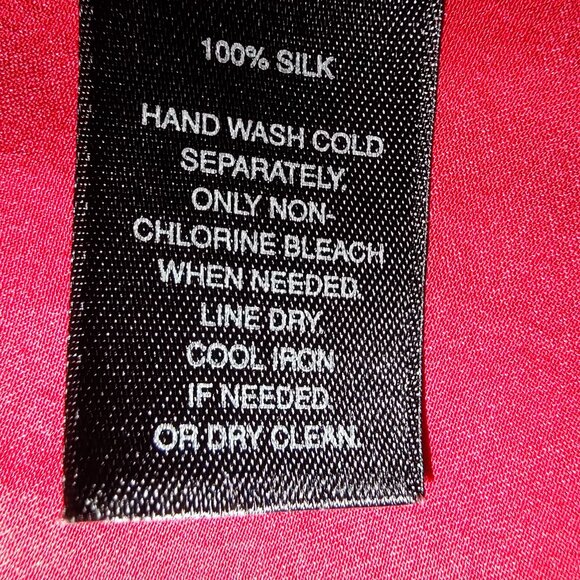 100% SILK
HAND WASH COLD
SEPARATELY.
ONLY NON-
CHLORINE BLEACH
WHEN NEEDED.
LINE DRY.
COOL IRON
IF NEEDED.
OR DRY CLEAN.